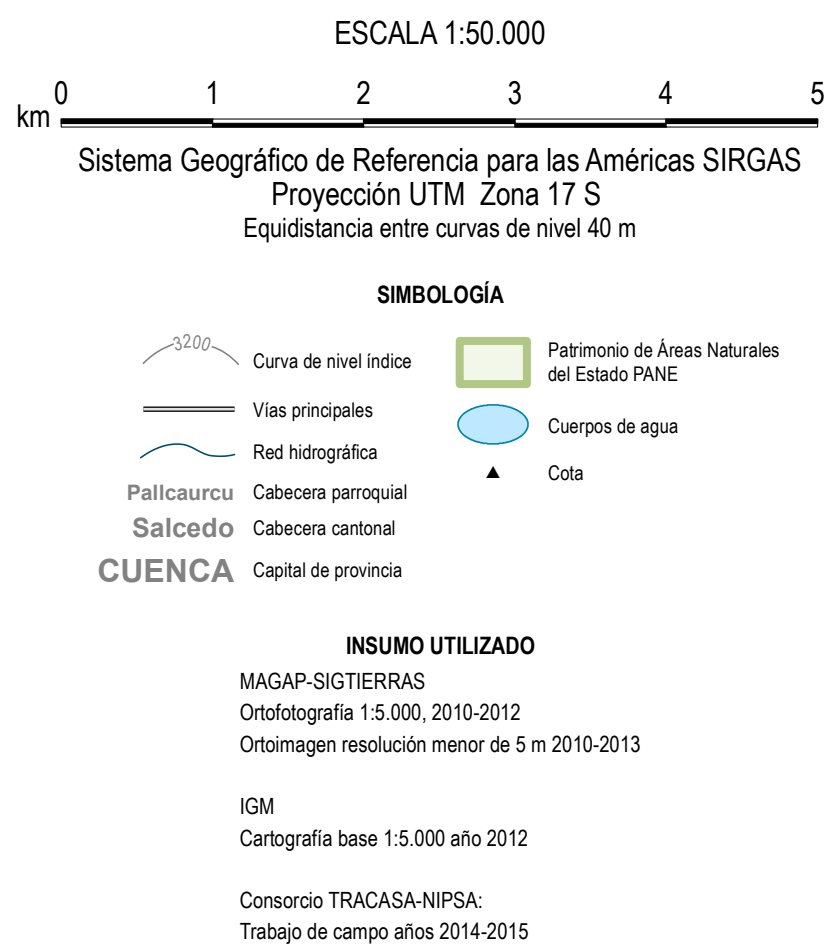 ESCALA 1:50.000
0 1 2 3 4 5
km
Sistema Geográfico de Referencia para las Américas SIRGAS
Proyección UTM Zona 17 S
Equidistancia entre curvas de nivel 40 m
SIMBOLOGÍA
3200 Curva de nivel índice
Vías principales
Red hidrográfica
Pallcaurcu Cabecera parroquial
Salcedo Cabecera cantonal
CUENCA Capital de provincia
Patrimonio de Áreas Naturales
del Estado PANE
Cuerpos de agua
Cota
INSUMO UTILIZADO
MAGAP-SIGTIERRAS
Ortofotografía 1:5.000, 2010-2012
Ortoimagen resolución menor de 5 m 2010-2013
IGM
Cartografía base 1:5.000 año 2012
Consorcio TRACASA-NIPSA:
Trabajo de campo años 2014-2015